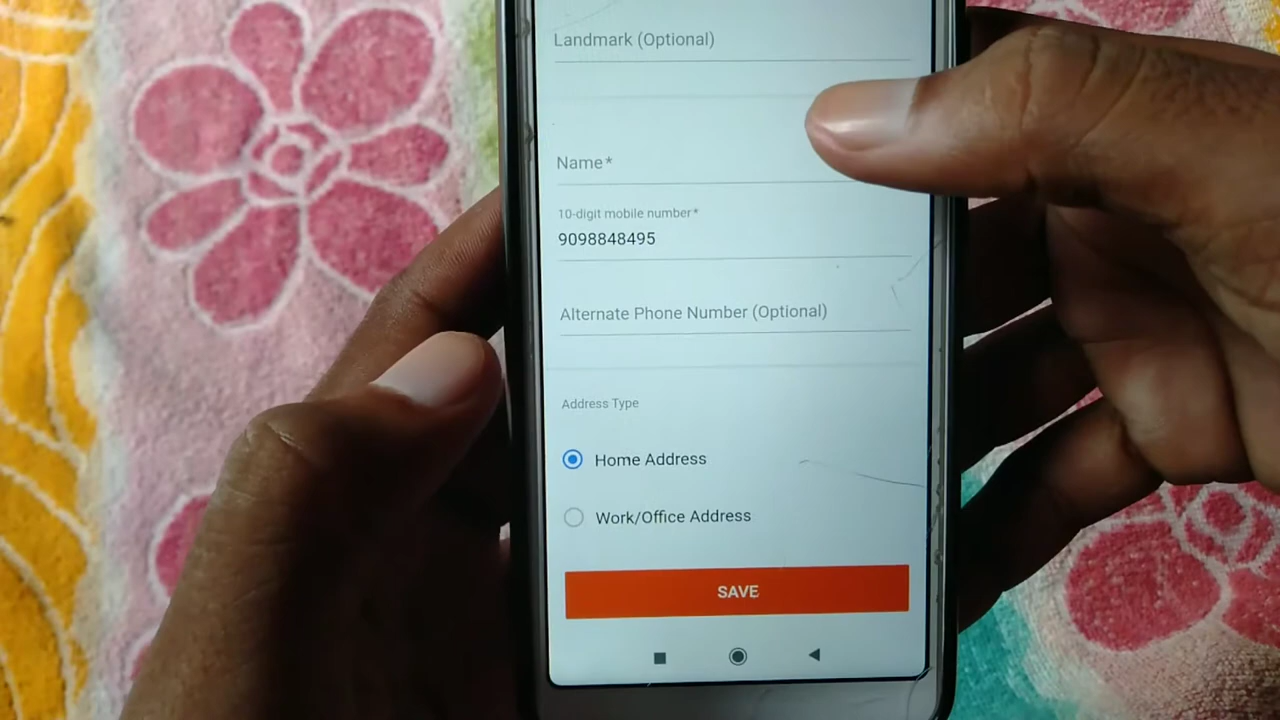 Landmark (Optional)
Name*
10-digit mobile number*
9098848495
Alternate Phone Number (Optional)
Address Type
Home Address
Work/Office Address
SAVE